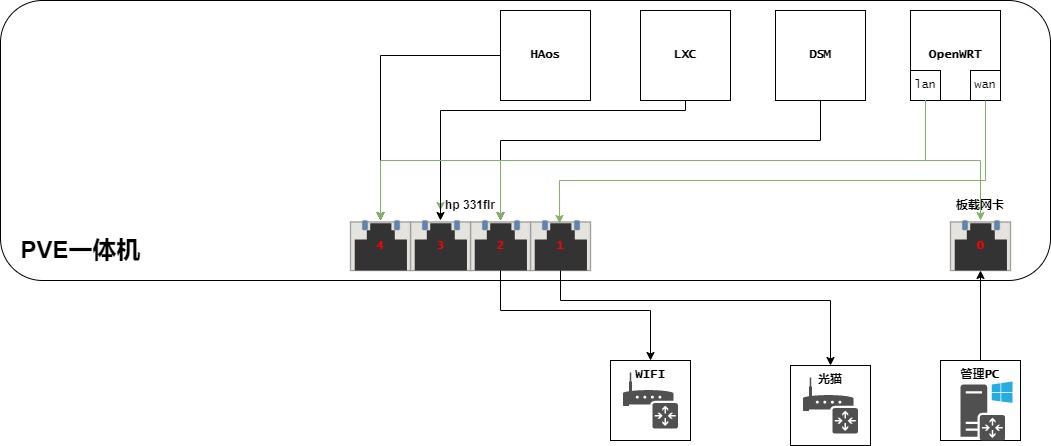 HAos
LXC
DSM
OpenWRT
lan
wan
hp 331flr
板载网卡
4
3
2
1
0
PVE一体机
WIFI
光猫
管理PC